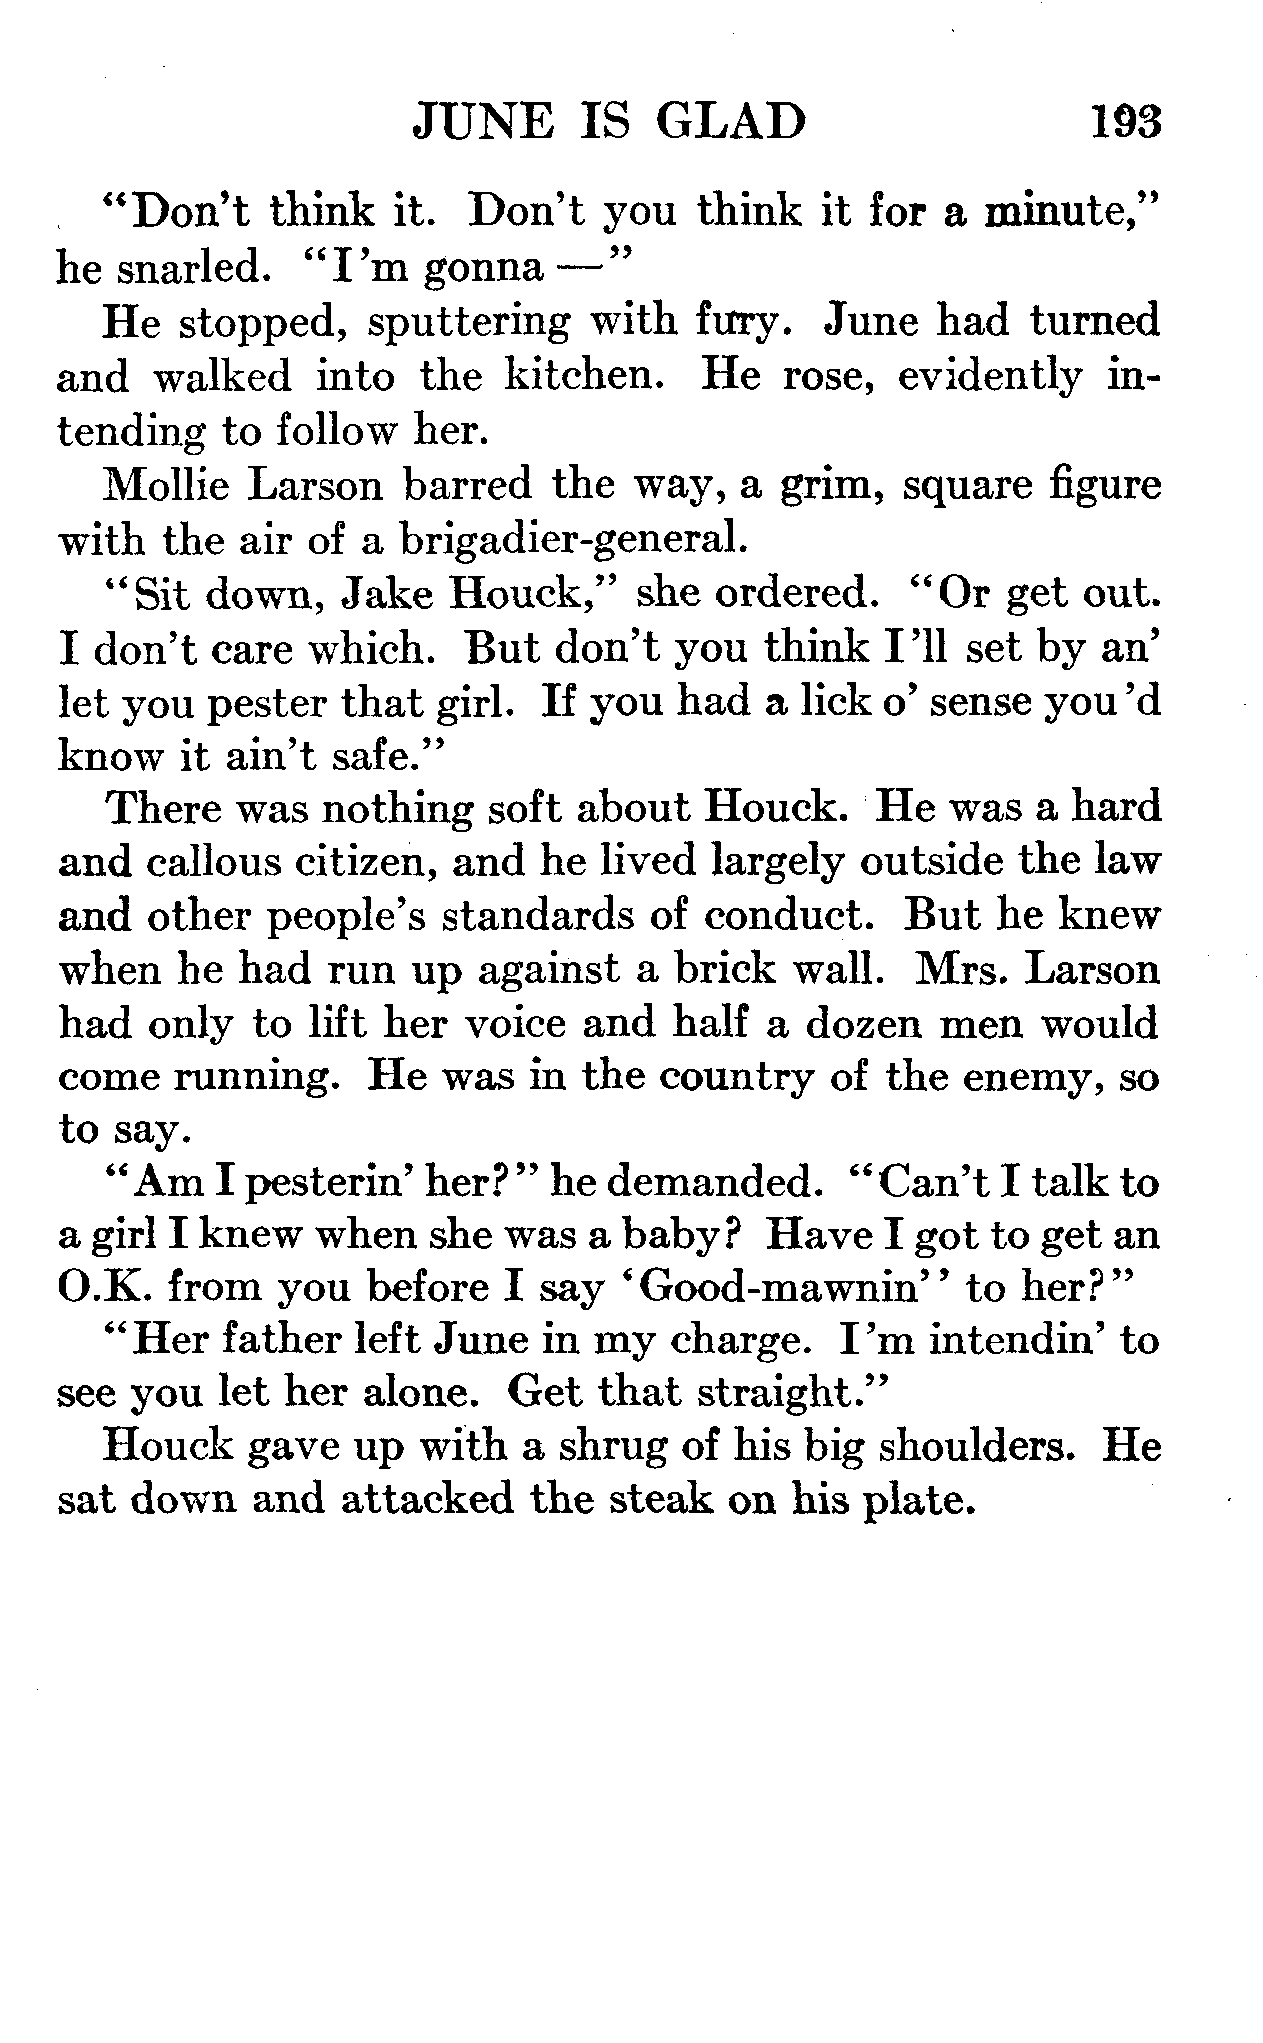 JUNE IS GLAD 193
“Don’t think it. Don’t you think it for a minute,”
he snarled. “I’m gonna —”
He stopped, sputtering with fury. June had turned
and walked into the kitchen. He rose, evidently in-
tending to follow her.
Mollie Larson barred the way, a grim, square figure
with the air of a brigadier-general.
“Sit down, Jake Houck,” she ordered. “Or get out.
I don’t care which. But don’t you think I’ll set by an’
let you pester that girl. If you had a lick o’ sense you’d
know it ain’t safe.”
There was nothing soft about Houck. He was a hard
and callous citizen, and he lived largely outside the law
and other people’s standards of conduct. But he knew
when he had run up against a brick wall. Mrs. Larson
had only to lift her voice and half a dozen men would
come running. He was in the country of the enemy, so
to say.
“Am I pesterin’ her?” he demanded. “Can’t I talk to
a girl I knew when she was a baby? Have I got to get an
O.K. from you before I say ‘Good-mawnin’’ to her?”
“Her father left June in my charge. I’m intendin’ to
see you let her alone. Get that straight.”
Houck gave up with a shrug of his big shoulders. He
sat down and attacked the steak on his plate.